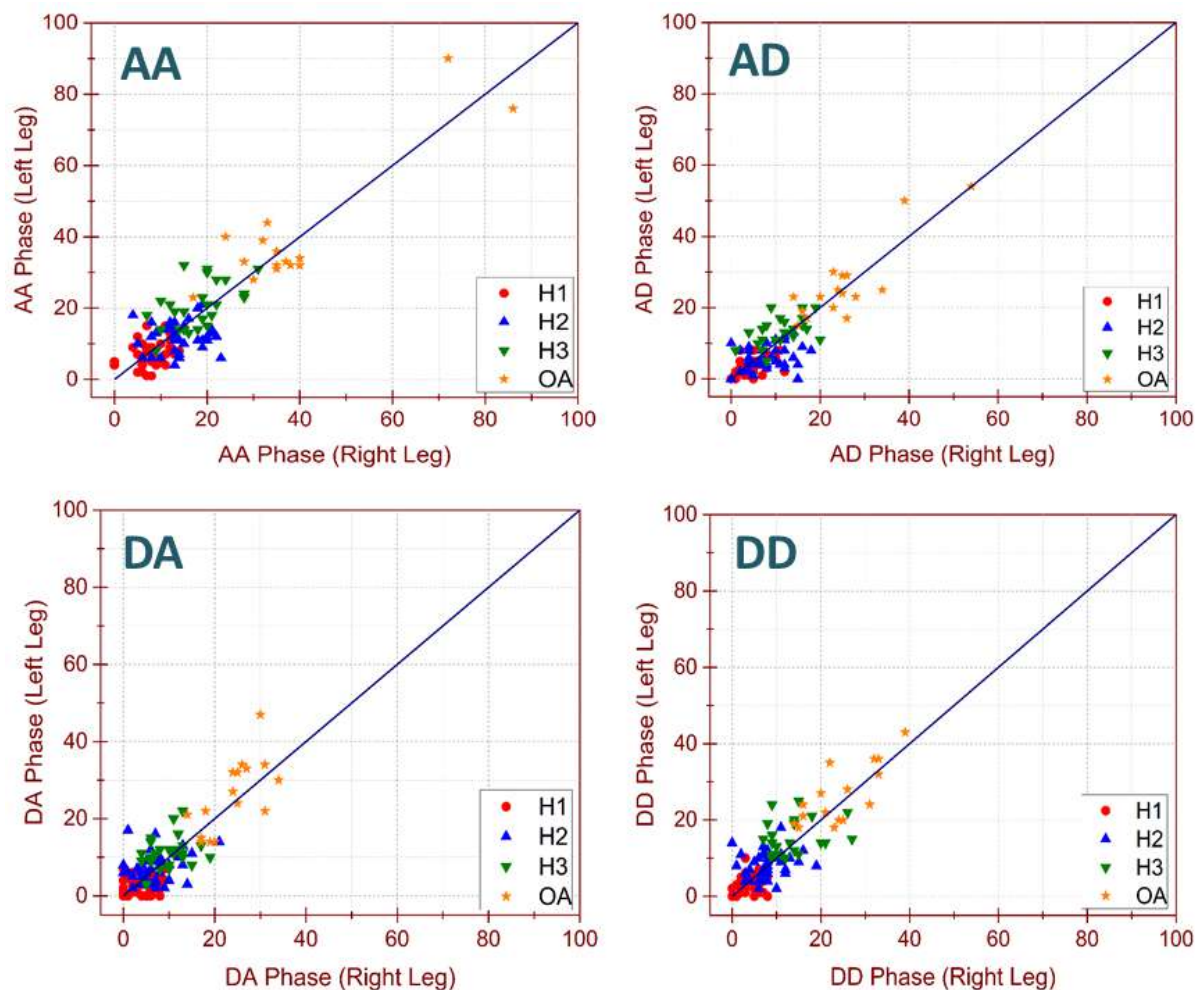 AA
100
80
60
40
20
0
AA Phase (Left Leg)
H1
H2
H3
OA
0 20 40 60 80 100
AA Phase (Right Leg)
AD
100
80
60
40
20
0
AD Phase (Left Leg)
H1
H2
H3
OA
0 20 40 60 80 100
AD Phase (Right Leg)
DA
100
80
60
40
20
0
DA Phase (Left Leg)
H1
H2
H3
OA
0 20 40 60 80 100
DA Phase (Right Leg)
DD
100
80
60
40
20
0
DD Phase (Left Leg)
H1
H2
H3
OA
0 20 40 60 80 100
DD Phase (Right Leg)